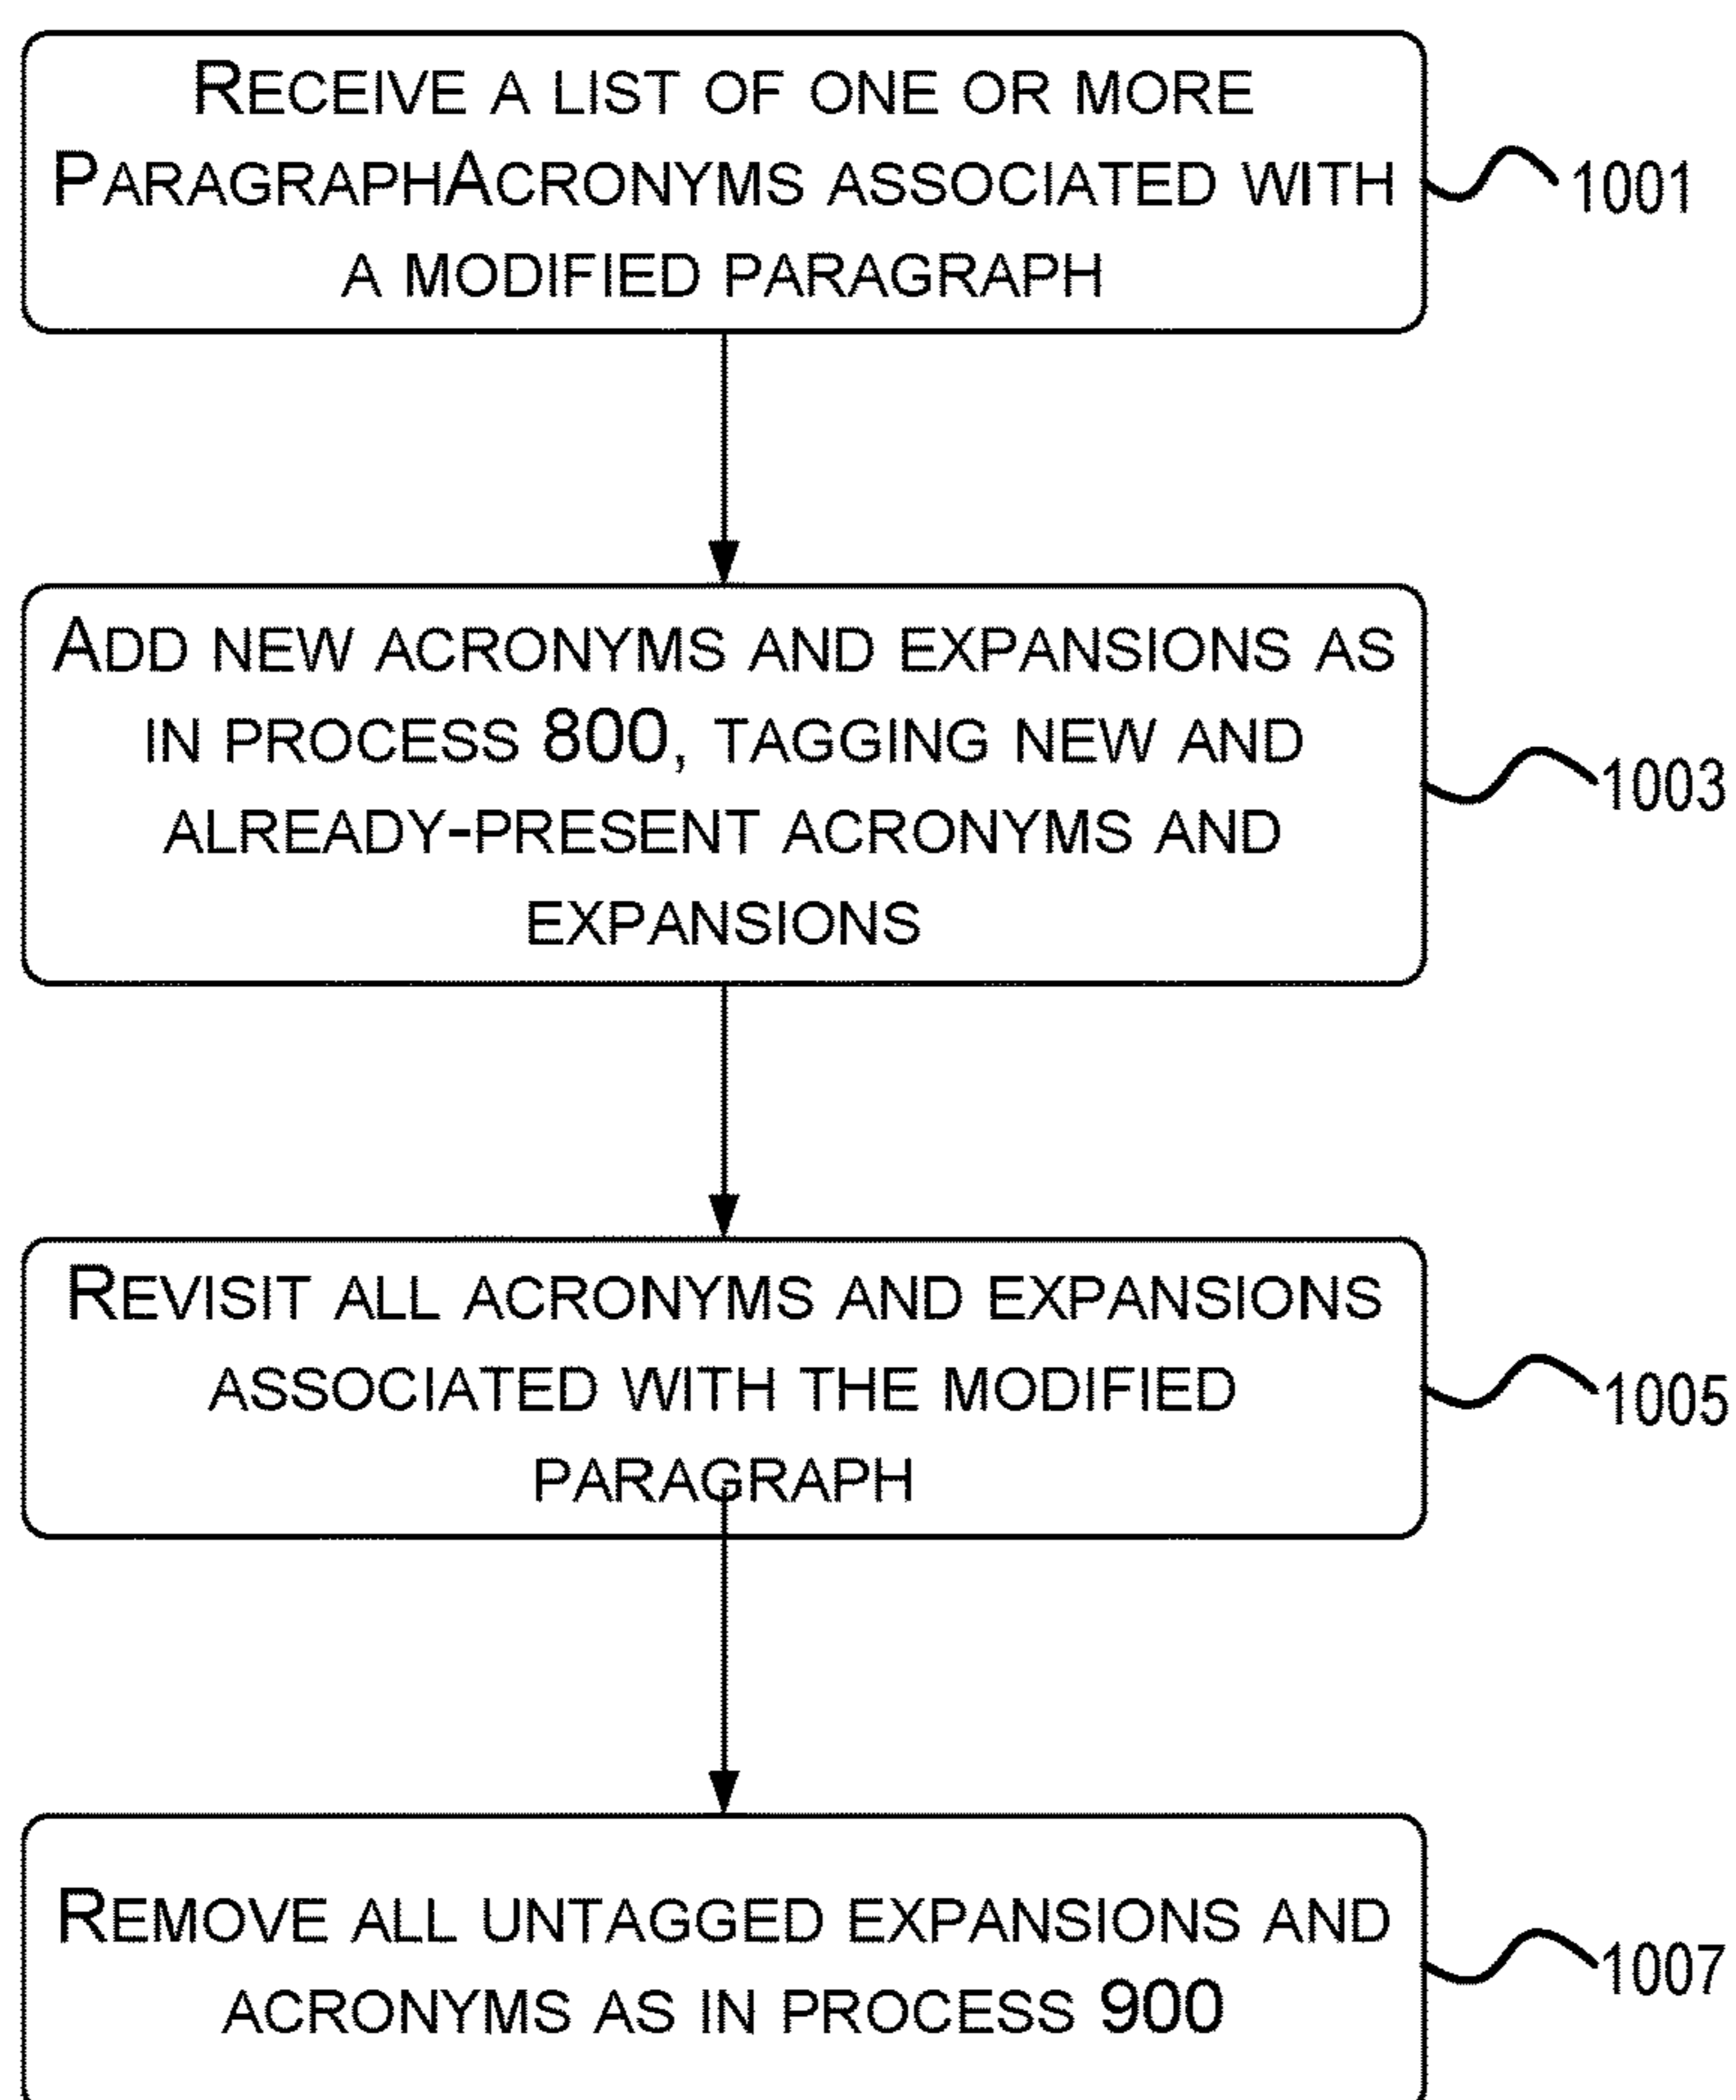 RECEIVE A LIST OF ONE OR MORE
PARAGRAPHACRONYMS ASSOCIATED WITH
A MODIFIED PARAGRAPH
1001
ADD NEW ACRONYMS AND EXPANSIONS AS
IN PROCESS 800, TAGGING NEW AND
ALREADY-PRESENT ACRONYMS AND
EXPANSIONS
1003
REVISIT ALL ACRONYMS AND EXPANSIONS
ASSOCIATED WITH THE MODIFIED
PARAGRAPH
1005
REMOVE ALL UNTAGGED EXPANSIONS AND
ACRONYMS AS IN PROCESS 900
1007